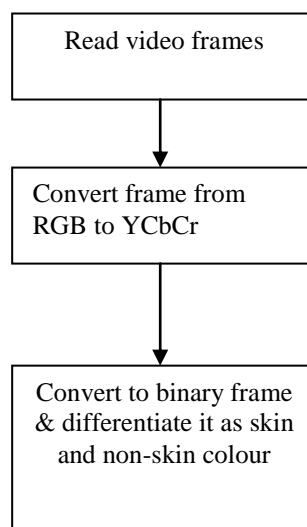 Read video frames
Convert frame from
RGB to YCbCr
Convert to binary frame
& differentiate it as skin
and non-skin colour